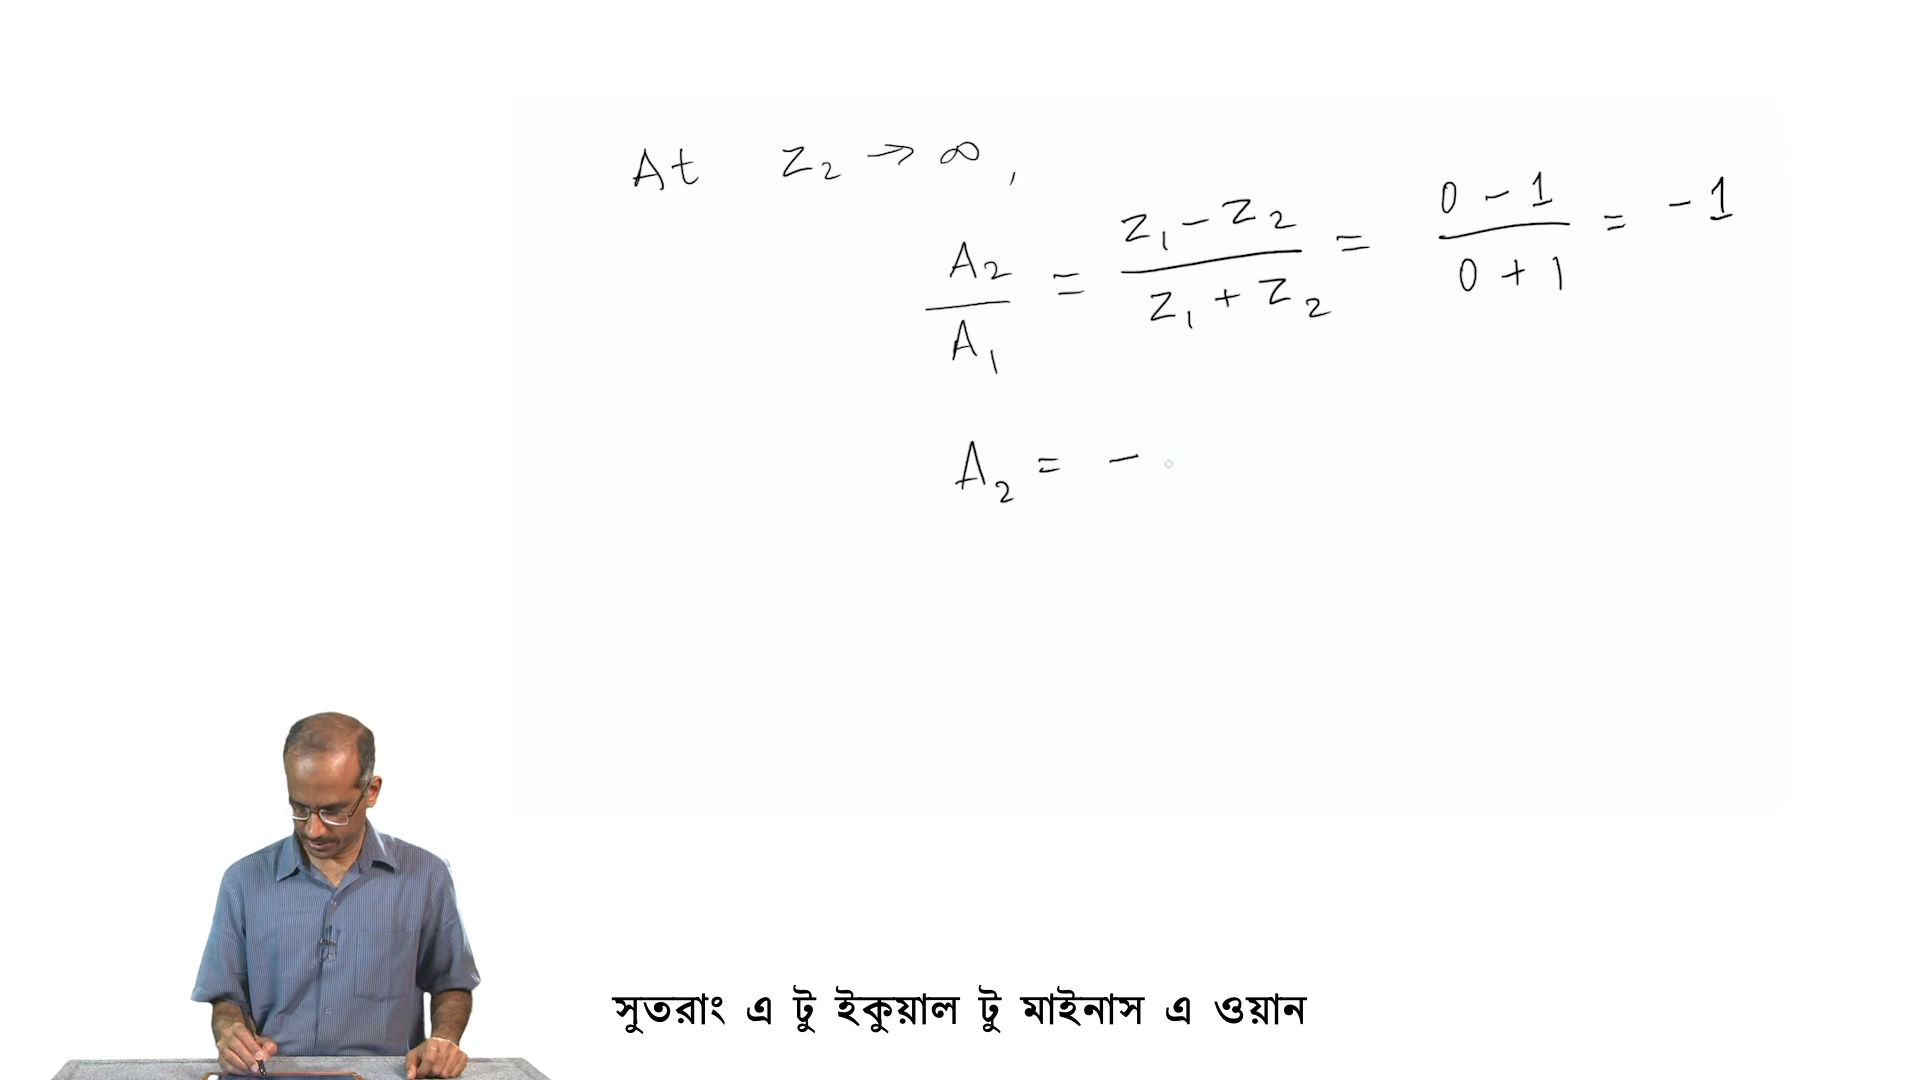 At Z₂ → ∞,
A₂/A₁ = (Z₁ - Z₂)/(Z₁ + Z₂) = (0 - 1)/(0 + 1) = -1
A₂ = -
সুতরাং এ টু ইকুয়াল টু মাইনাস এ ওয়ান